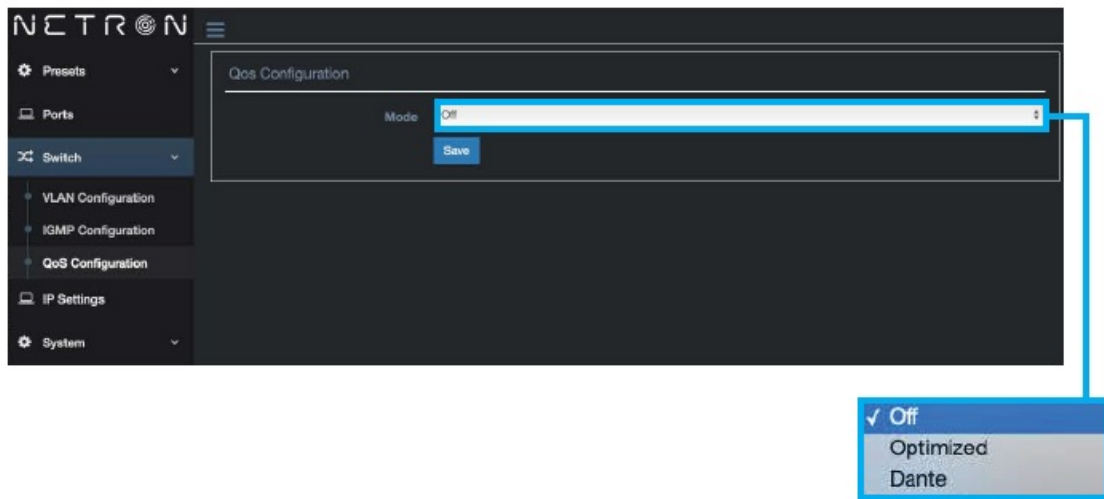 NETRON
Presets
Ports
Switch
VLAN Configuration
IGMP Configuration
QoS Configuration
IP Settings
System
Qos Configuration
Mode
Off
Save
✓ Off
Optimized
Dante